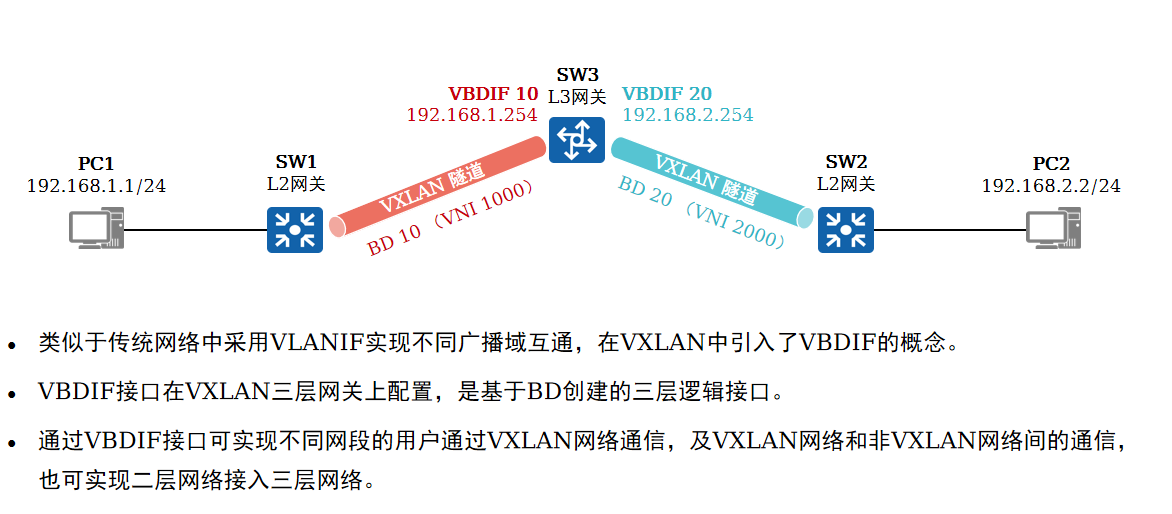 SW3
L3网关
VBDIF 10
192.168.1.254
VBDIF 20
192.168.2.254
PC1
192.168.1.1/24
SW1
L2网关
VXLAN 隧道
BD 10 （VNI 1000）
VXLAN 隧道
BD 20 （VNI 2000）
SW2
L2网关
PC2
192.168.2.2/24
• 类似于传统网络中采用VLANIF实现不同广播域互通，在VXLAN中引入了VBDIF的概念。
• VBDIF接口在VXLAN三层网关上配置，是基于BD创建的三层逻辑接口。
• 通过VBDIF接口可实现不同网段的用户通过VXLAN网络通信，及VXLAN网络和非VXLAN网络间的通信，
也可实现二层网络接入三层网络。